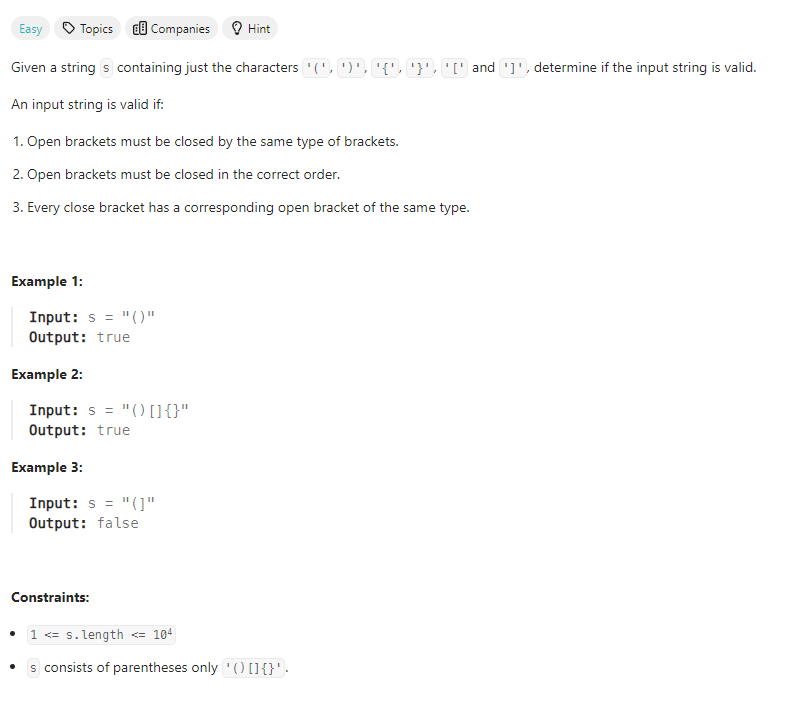 Easy Topics Companies Hint
Given a string s containing just the characters '(', ')', '{', '}', '[' and ']', determine if the input string is valid.
An input string is valid if:
1. Open brackets must be closed by the same type of brackets.
2. Open brackets must be closed in the correct order.
3. Every close bracket has a corresponding open bracket of the same type.
Example 1:
Input: s = "()"
Output: true
Example 2:
Input: s = "()[]{}"
Output: true
Example 3:
Input: s = "(]"
Output: false
Constraints:
• 1 <= s.length <= 10⁴
• s consists of parentheses only '()[]{}'.